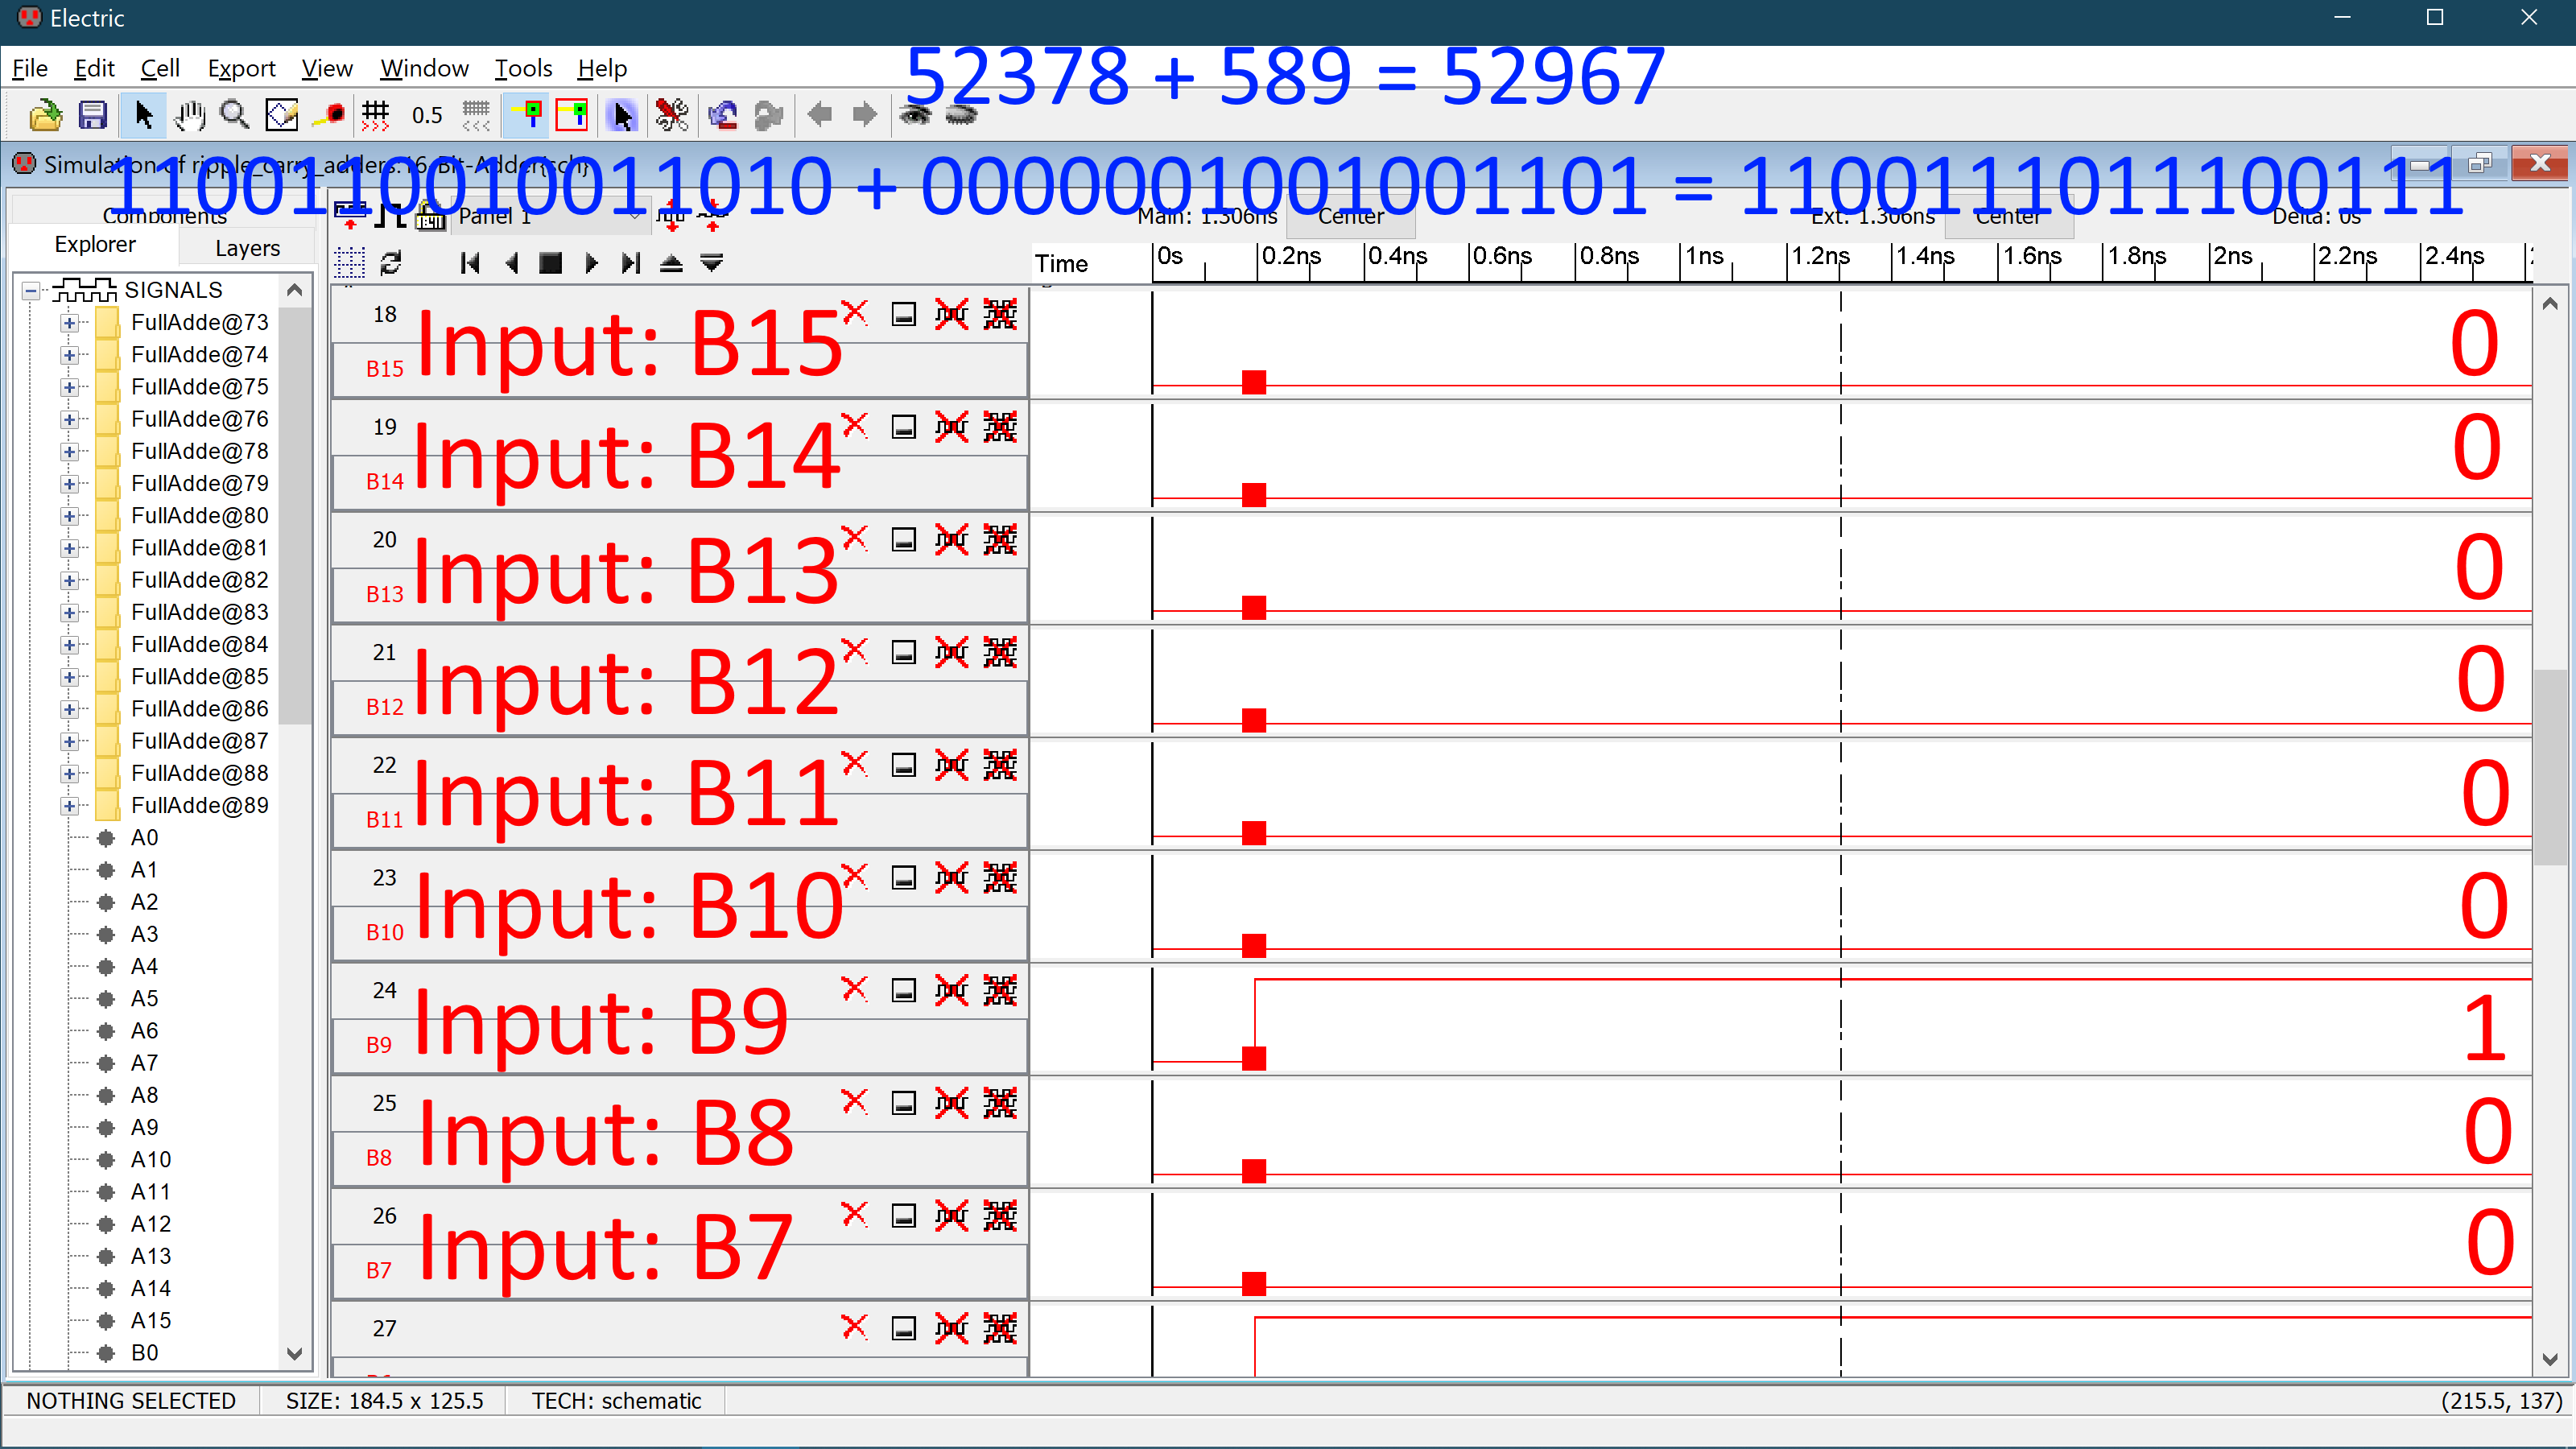 Electric
File Edit Cell Export View Window Tools Help
52378 + 589 = 52967
0.5
Simulation of ripple_carry_adders:16-Bit-Adder{sch}
1100110010011010 + 0000001001001101 = 1100111011100111
Components
Explorer Layers
Panel 1
Main: 1.306ns Center
Ext: 1.306ns Center
Delta: 0s
Time 0s 0.2ns 0.4ns 0.6ns 0.8ns 1ns 1.2ns 1.4ns 1.6ns 1.8ns 2ns 2.2ns 2.4ns
SIGNALS
FullAdde@73
FullAdde@74
FullAdde@75
FullAdde@76
FullAdde@78
FullAdde@79
FullAdde@80
FullAdde@81
FullAdde@82
FullAdde@83
FullAdde@84
FullAdde@85
FullAdde@86
FullAdde@87
FullAdde@88
FullAdde@89
A0
A1
A2
A3
A4
A5
A6
A7
A8
A9
A10
A11
A12
A13
A14
A15
B0
18
B15
Input: B15
0
19
B14
Input: B14
0
20
B13
Input: B13
0
21
B12
Input: B12
0
22
B11
Input: B11
0
23
B10
Input: B10
0
24
B9
Input: B9
1
25
B8
Input: B8
0
26
B7
Input: B7
0
27
NOTHING SELECTED SIZE: 184.5 x 125.5 TECH: schematic (215.5, 137)